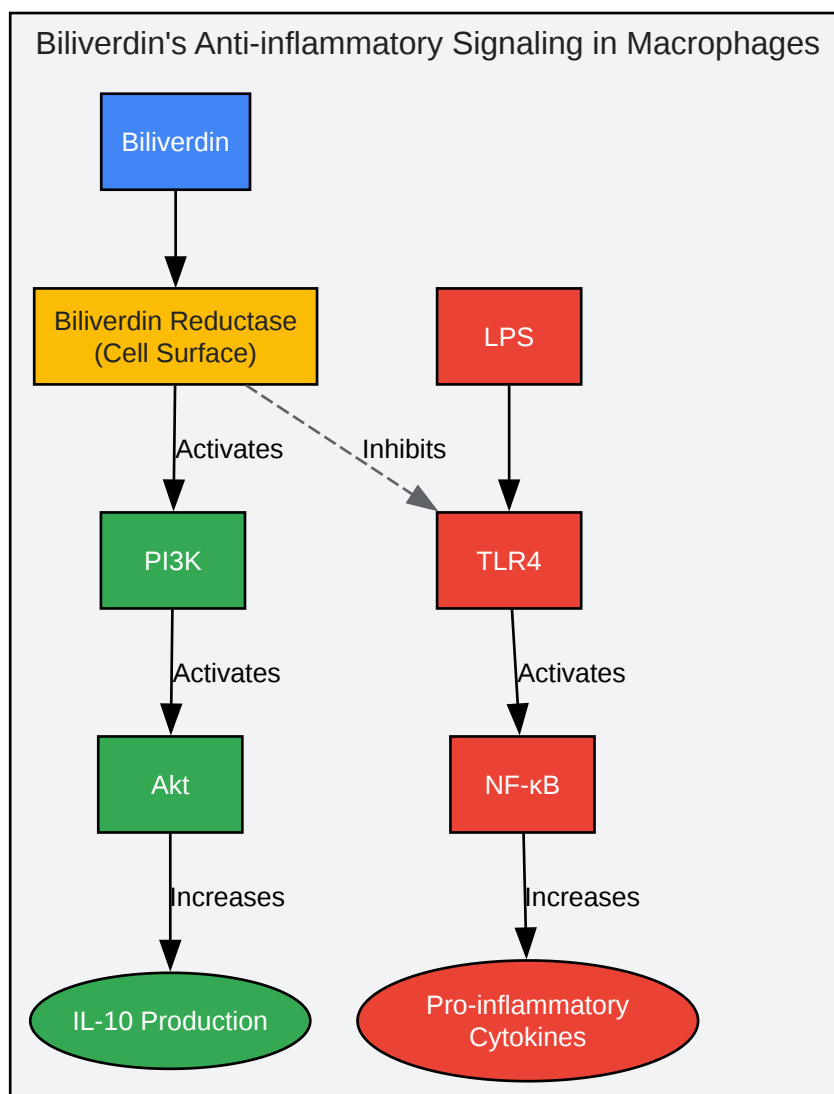 Biliverdin's Anti-inflammatory Signaling in Macrophages
Biliverdin
Biliverdin Reductase
(Cell Surface)
LPS
Activates
Inhibits
PI3K
TLR4
Activates
Activates
Akt
NF-κB
Increases
Increases
IL-10 Production
Pro-inflammatory
Cytokines